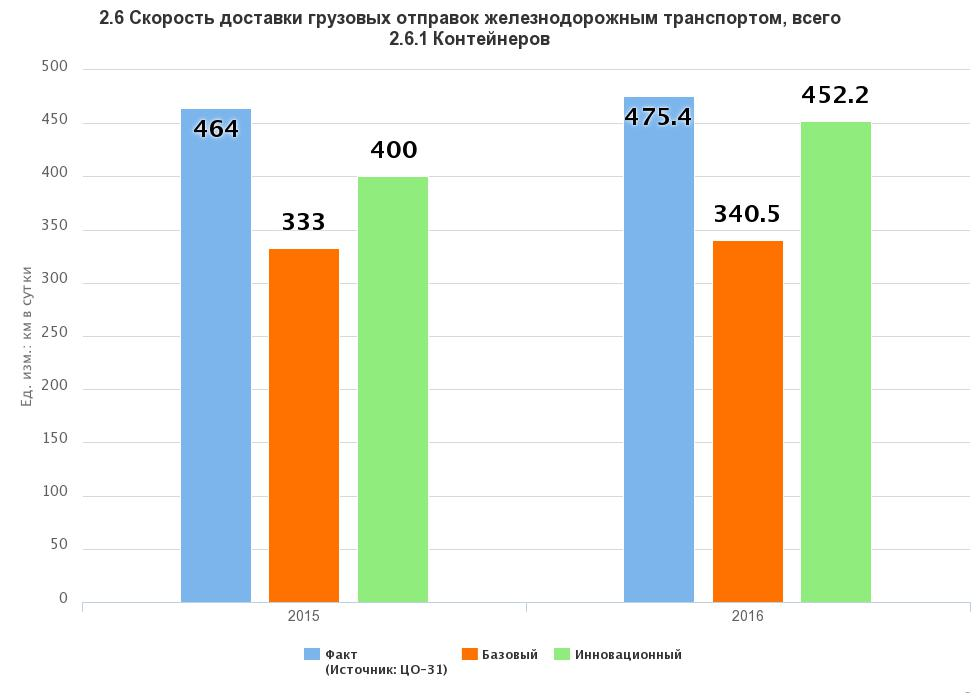 2.6 Скорость доставки грузовых отправок железнодорожным транспортом, всего
2.6.1 Контейнеров
Ед. изм.: км в сутки
500
450
400
350
300
250
200
150
100
50
0
464
333
400
475.4
340.5
452.2
2015
2016
Факт
(Источник: ЦО-31)
Базовый
Инновационный